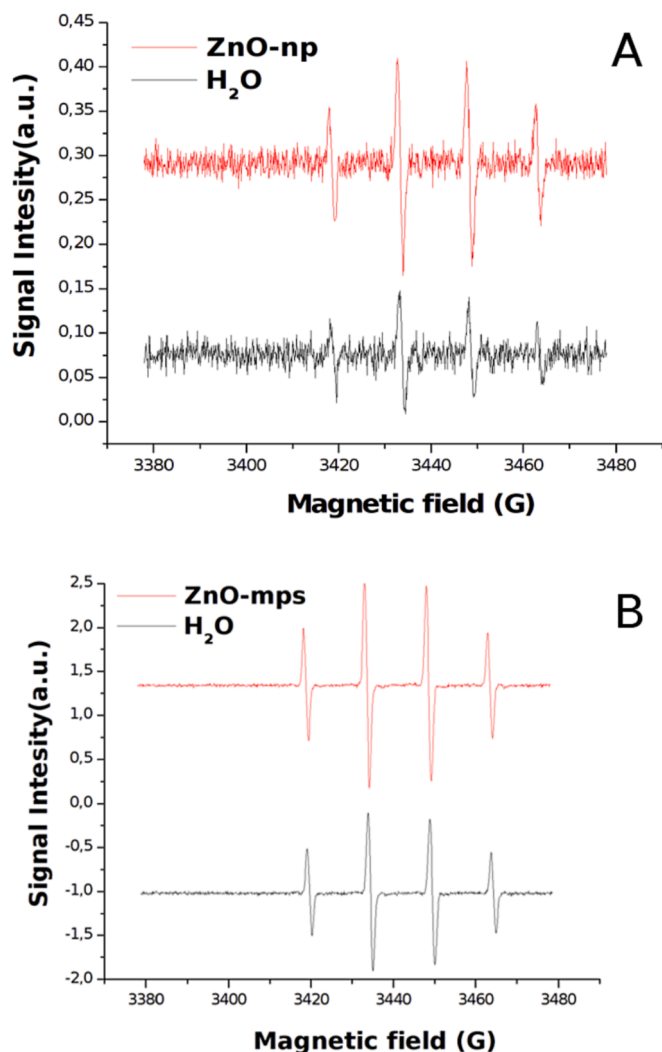 A
ZnO-np
H₂O
Signal Intesity(a.u.)
0,45
0,40
0,35
0,30
0,25
0,20
0,15
0,10
0,05
0,00
3380 3400 3420 3440 3460 3480
Magnetic field (G)
B
ZnO-mps
H₂O
Signal Intesity(a.u.)
2,5
2,0
1,5
1,0
0,5
0,0
-0,5
-1,0
-1,5
-2,0
3380 3400 3420 3440 3460 3480
Magnetic field (G)